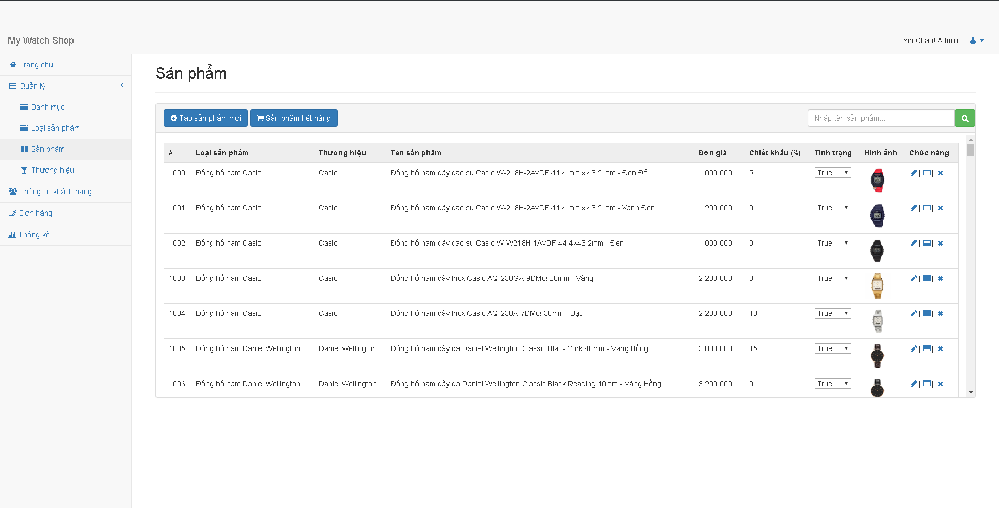 My Watch Shop
Xin Chào! Admin
Trang chủ
Quản lý
Danh mục
Loại sản phẩm
Sản phẩm
Thương hiệu
Thông tin khách hàng
Đơn hàng
Thống kê
Sản phẩm
Tạo sản phẩm mới Sản phẩm hết hàng Nhập tên sản phẩm...
# Loại sản phẩm Thương hiệu Tên sản phẩm Đơn giá Chiết khấu (%) Tình trạng Hình ảnh Chức năng
1000 Đồng hồ nam Casio Casio Đồng hồ nam dây cao su Casio W-218H-2AVDF 44.4 mm x 43.2 mm - Đen Đỏ 1.000.000 5 True | |
1001 Đồng hồ nam Casio Casio Đồng hồ nam dây cao su Casio W-218H-2AVDF 44.4 mm x 43.2 mm - Xanh Đen 1.200.000 0 True | |
1002 Đồng hồ nam Casio Casio Đồng hồ nam dây cao su Casio W-W218H-1AVDF 44,4×43,2mm - Đen 1.000.000 0 True | |
1003 Đồng hồ nam Casio Casio Đồng hồ nam dây Inox Casio AQ-230GA-9DMQ 38mm - Vàng 2.200.000 0 True | |
1004 Đồng hồ nam Casio Casio Đồng hồ nam dây Inox Casio AQ-230A-7DMQ 38mm - Bạc 2.200.000 10 True | |
1005 Đồng hồ nam Daniel Wellington Daniel Wellington Đồng hồ nam dây da Daniel Wellington Classic Black York 40mm - Vàng Hồng 3.000.000 15 True | |
1006 Đồng hồ nam Daniel Wellington Daniel Wellington Đồng hồ nam dây da Daniel Wellington Classic Black Reading 40mm - Vàng Hồng 3.200.000 0 True | |